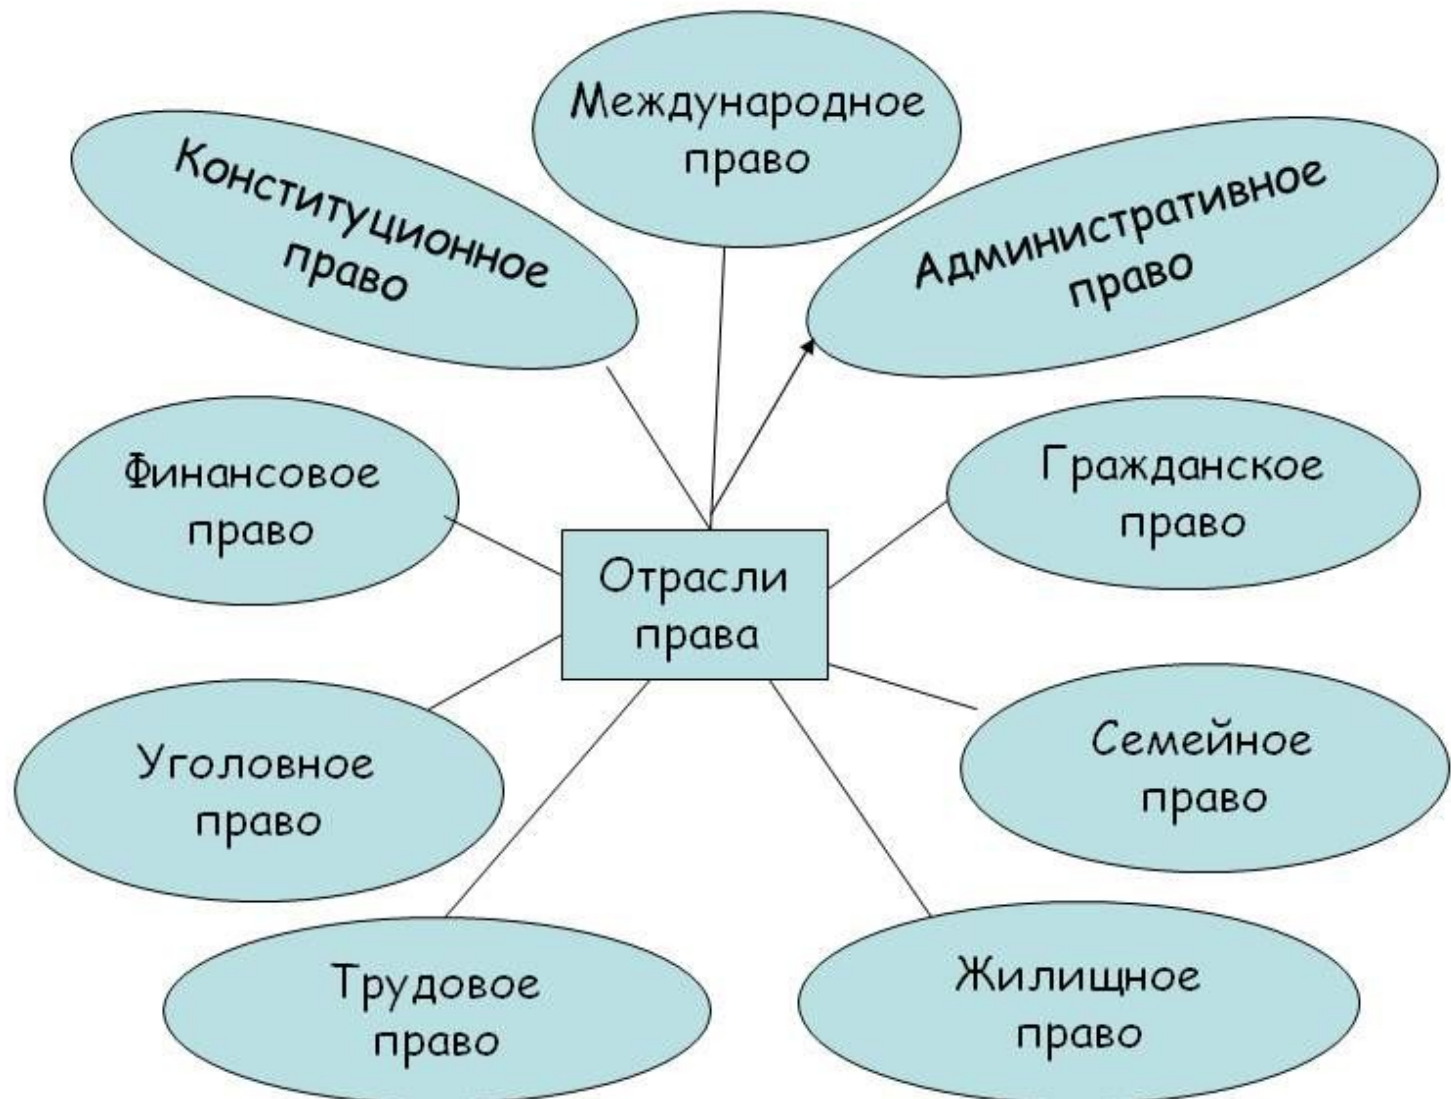 Международное
право
Конституционное
право
Административное
право
Финансовое
право
Гражданское
право
Отрасли
права
Уголовное
право
Семейное
право
Трудовое
право
Жилищное
право